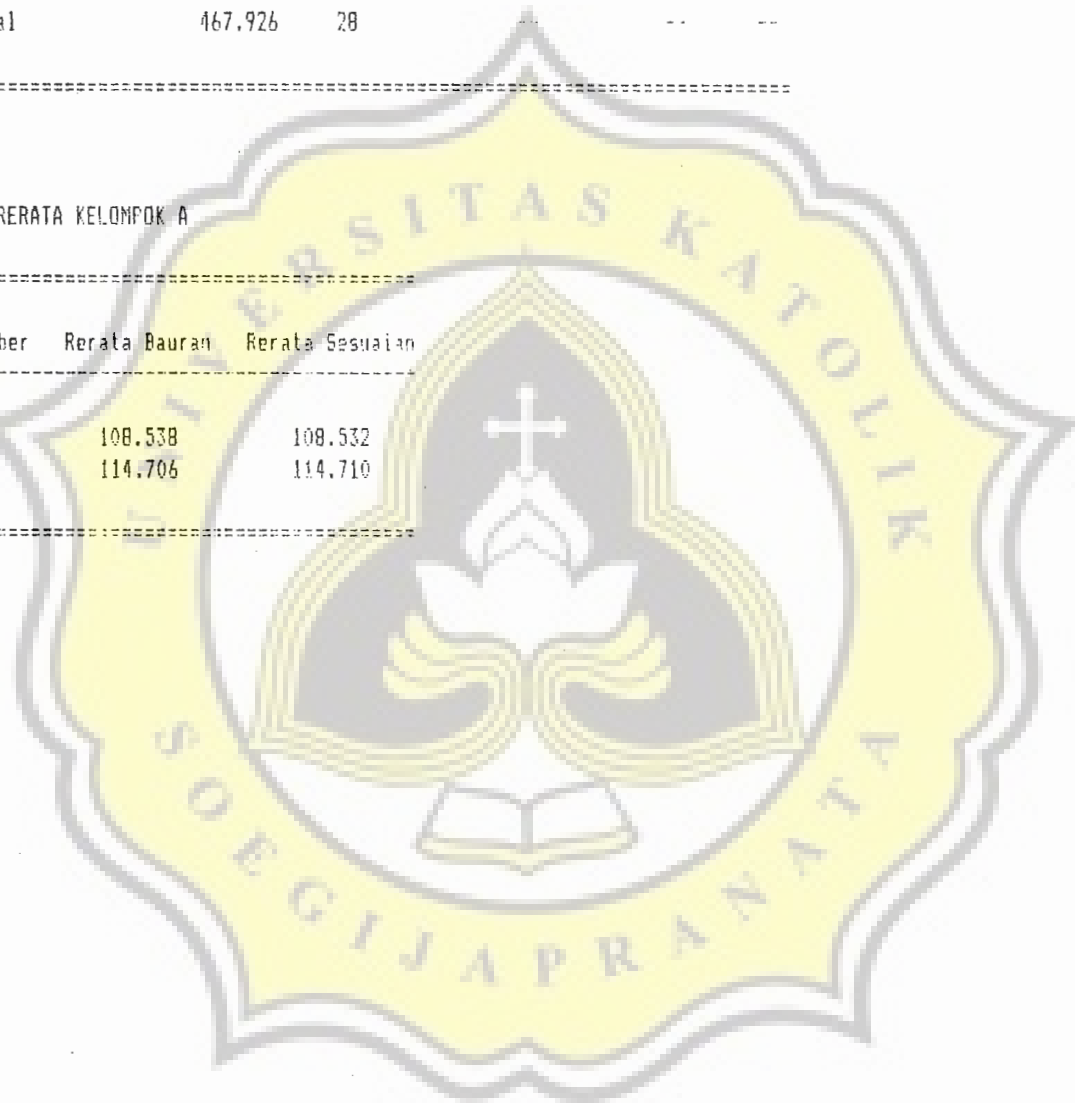 al 467.926 28 -- -- --
==========================================
RERATA KELOMPOK A
==========================================
ber Rerata Bauran Rerata Sesuaian
------------------------------------------
108.538 108.532
114.706 114.710
==========================================
UNIVERSITAS KATOLIK
SOEGIJAPRANATA